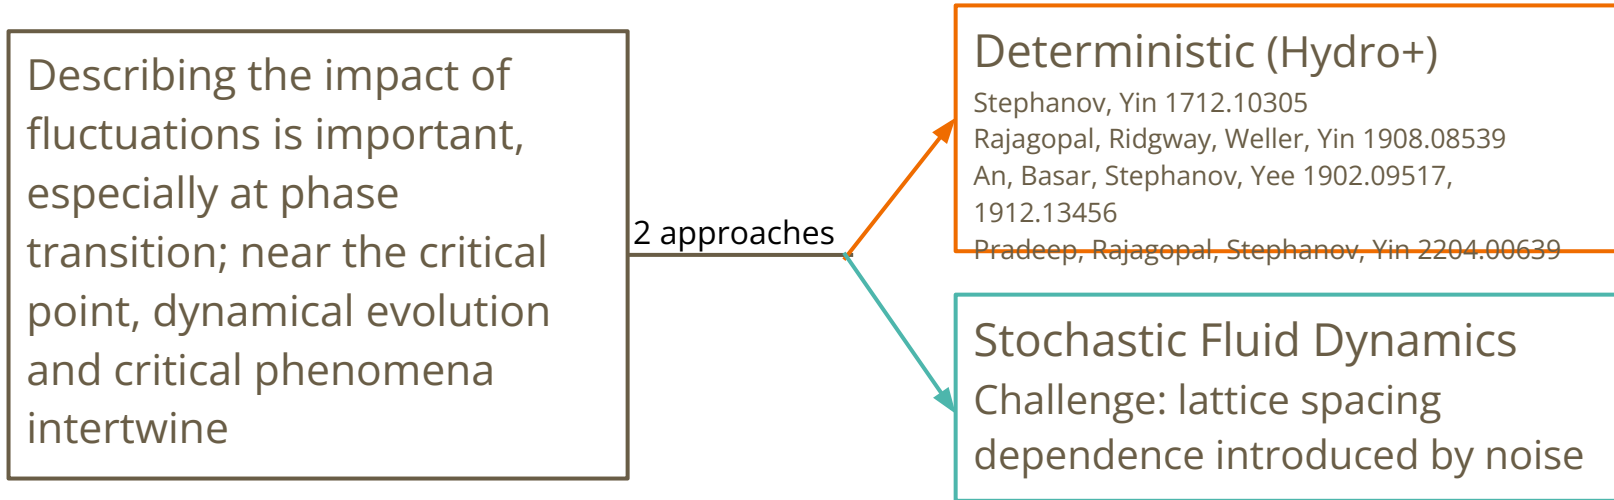 Describing the impact of
fluctuations is important,
especially at phase
transition; near the critical
point, dynamical evolution
and critical phenomena
intertwine
2 approaches
Deterministic (Hydro+)
Stephanov, Yin 1712.10305
Rajagopal, Ridgway, Weller, Yin 1908.08539
An, Basar, Stephanov, Yee 1902.09517,
1912.13456
Pradeep, Rajagopal, Stephanov, Yin 2204.00639
Stochastic Fluid Dynamics
Challenge: lattice spacing
dependence introduced by noise